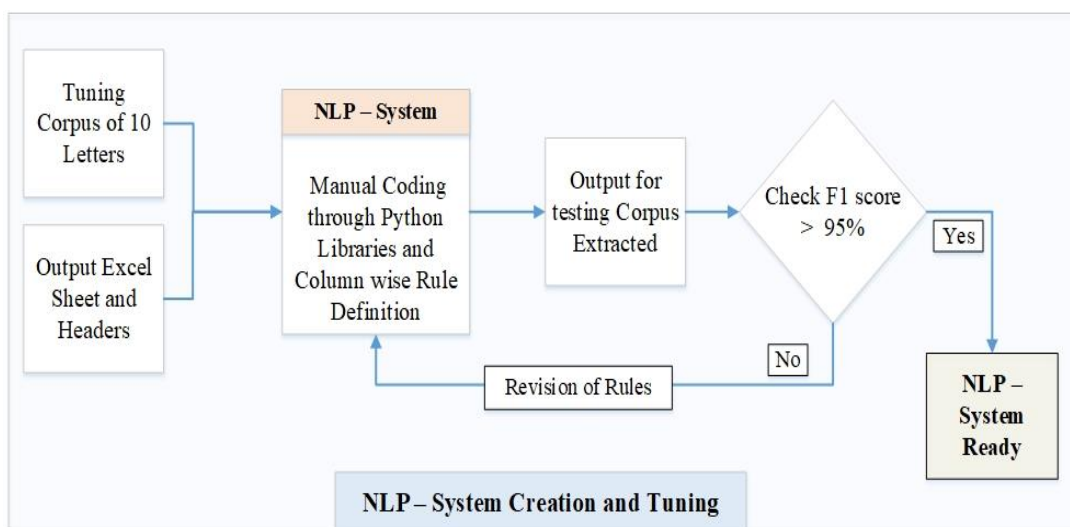 Tuning
Corpus of 10
Letters
Output Excel
Sheet and
Headers
NLP – System
Manual Coding
through Python
Libraries and
Column wise Rule
Definition
Output for
testing Corpus
Extracted
Check F1 score
> 95%
Yes
No
Revision of Rules
NLP –
System
Ready
NLP – System Creation and Tuning